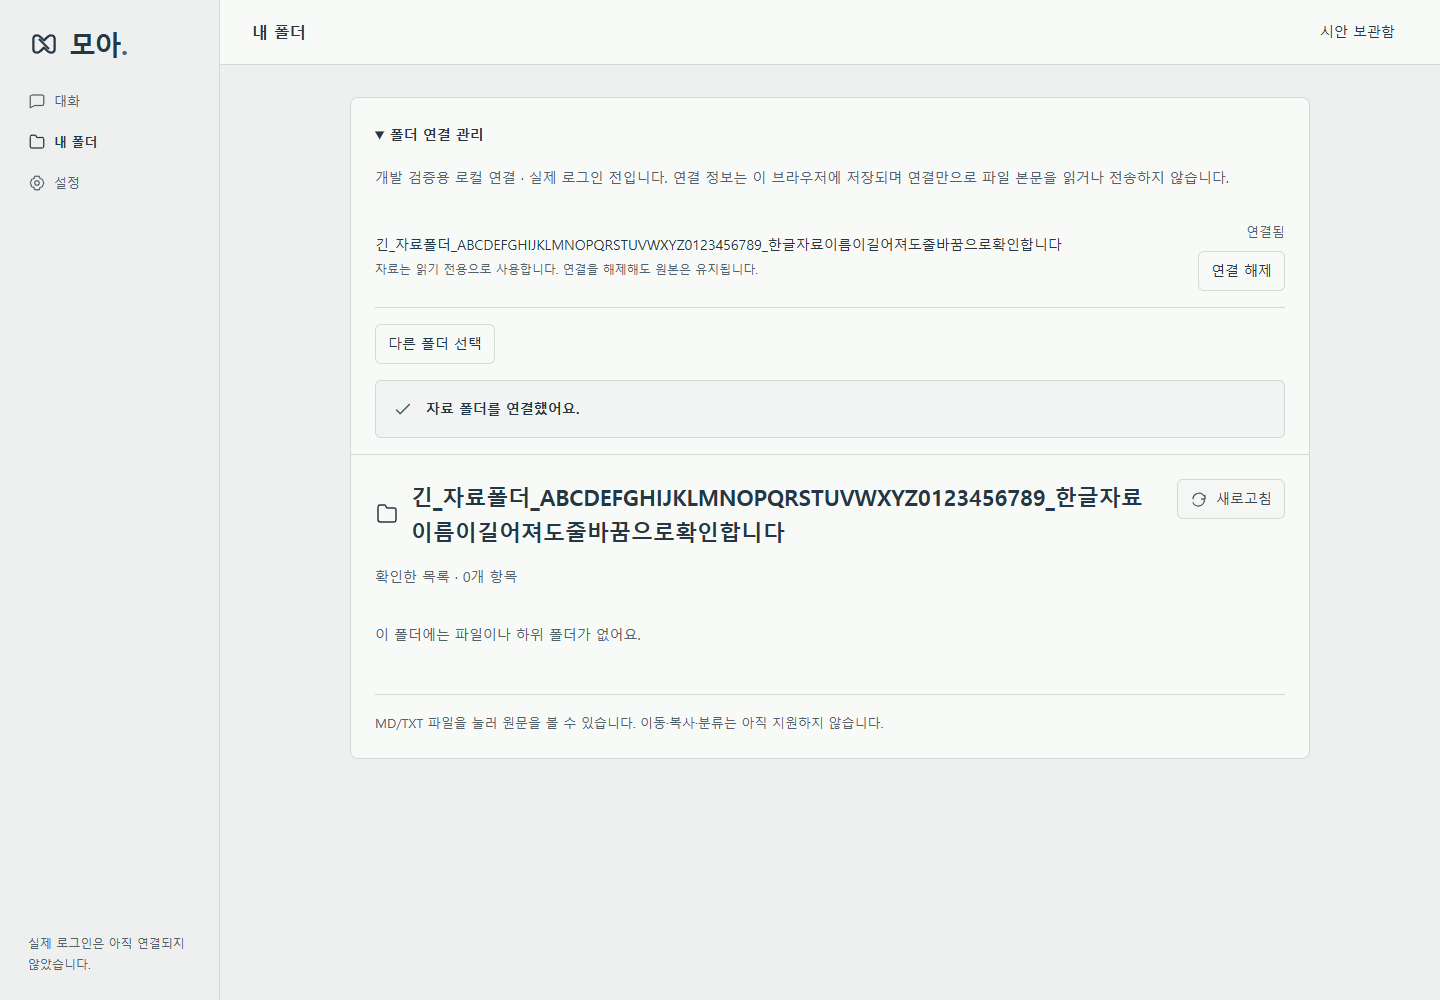 모아.
대화
내 폴더
설정
실제 로그인은 아직 연결되지
않았습니다.
내 폴더
시안 보관함
▼ 폴더 연결 관리
개발 검증용 로컬 연결 · 실제 로그인 전입니다. 연결 정보는 이 브라우저에 저장되며 연결만으로 파일 본문을 읽거나 전송하지 않습니다.
긴_자료폴더_ABCDEFGHIJKLMNOPQRSTUVWXYZ0123456789_한글자료이름이길어져도줄바꿈으로확인합니다
자료는 읽기 전용으로 사용합니다. 연결을 해제해도 원본은 유지됩니다.
연결됨
연결 해제
다른 폴더 선택
자료 폴더를 연결했어요.
긴_자료폴더_ABCDEFGHIJKLMNOPQRSTUVWXYZ0123456789_한글자료
이름이길어져도줄바꿈으로확인합니다
새로고침
확인한 목록 · 0개 항목
이 폴더에는 파일이나 하위 폴더가 없어요.
MD/TXT 파일을 눌러 원문을 볼 수 있습니다. 이동·복사·분류는 아직 지원하지 않습니다.